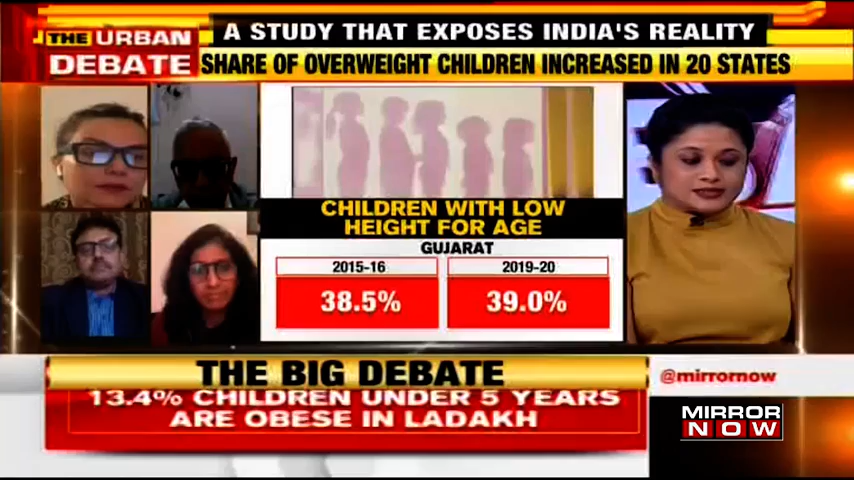 THE URBAN
DEBATE
A STUDY THAT EXPOSES INDIA'S REALITY
SHARE OF OVERWEIGHT CHILDREN INCREASED IN 20 STATES
CHILDREN WITH LOW
HEIGHT FOR AGE
GUJARAT
2015-16 2019-20
38.5% 39.0%
THE BIG DEBATE
@mirrornow
13.4% CHILDREN UNDER 5 YEARS
ARE OBESE IN LADAKH
MIRROR
NOW